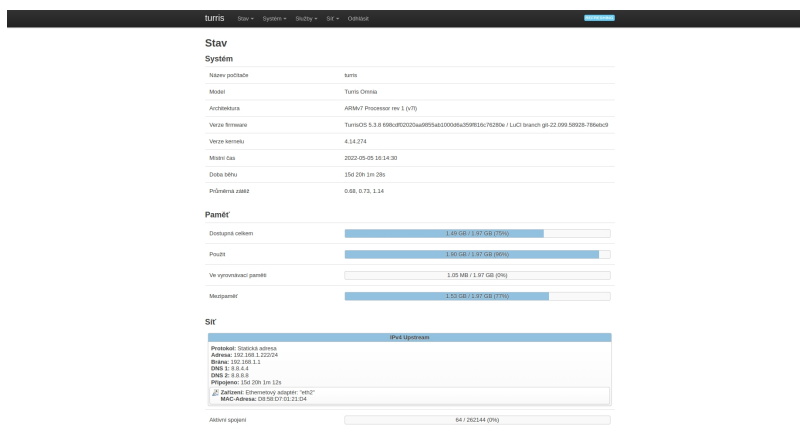 turris Stav Systém Služby Síť Odhlásit
Stav
Systém
Název počítače turris
Model Turris Omnia
Architektura ARMv7 Processor rev 1 (v7l)
Verze firmware TurrisOS 5.3.8 / LuCI branch
Verze kernelu 4.14.274
Místní čas 2022-05-05 16:14:30
Doba běhu 15d 20h 1m 28s
Průměrná zátěž 0.68, 0.73, 1.14
Paměť
Dostupná celkem 1.49 GB / 1.97 GB (75%)
Použit 1.90 GB / 1.97 GB (96%)
Ve vyrovnávací paměti 1.05 MB / 1.97 GB (0%)
Mezipaměť 1.53 GB / 1.97 GB (77%)
Síť
IPv4 Upstream
Protokol: Statická adresa
Adresa: 192.168.1.222/24
Brána: 192.168.1.1
DNS 1: 8.8.4.4
DNS 2: 8.8.8.8
Připojeno: 15d 20h 1m 12s
Zařízení: Ethernetový adaptér: "eth2"
MAC-Adresa: D8:58:D7:01:21:D4
Aktivní spojení 64 / 262144 (0%)